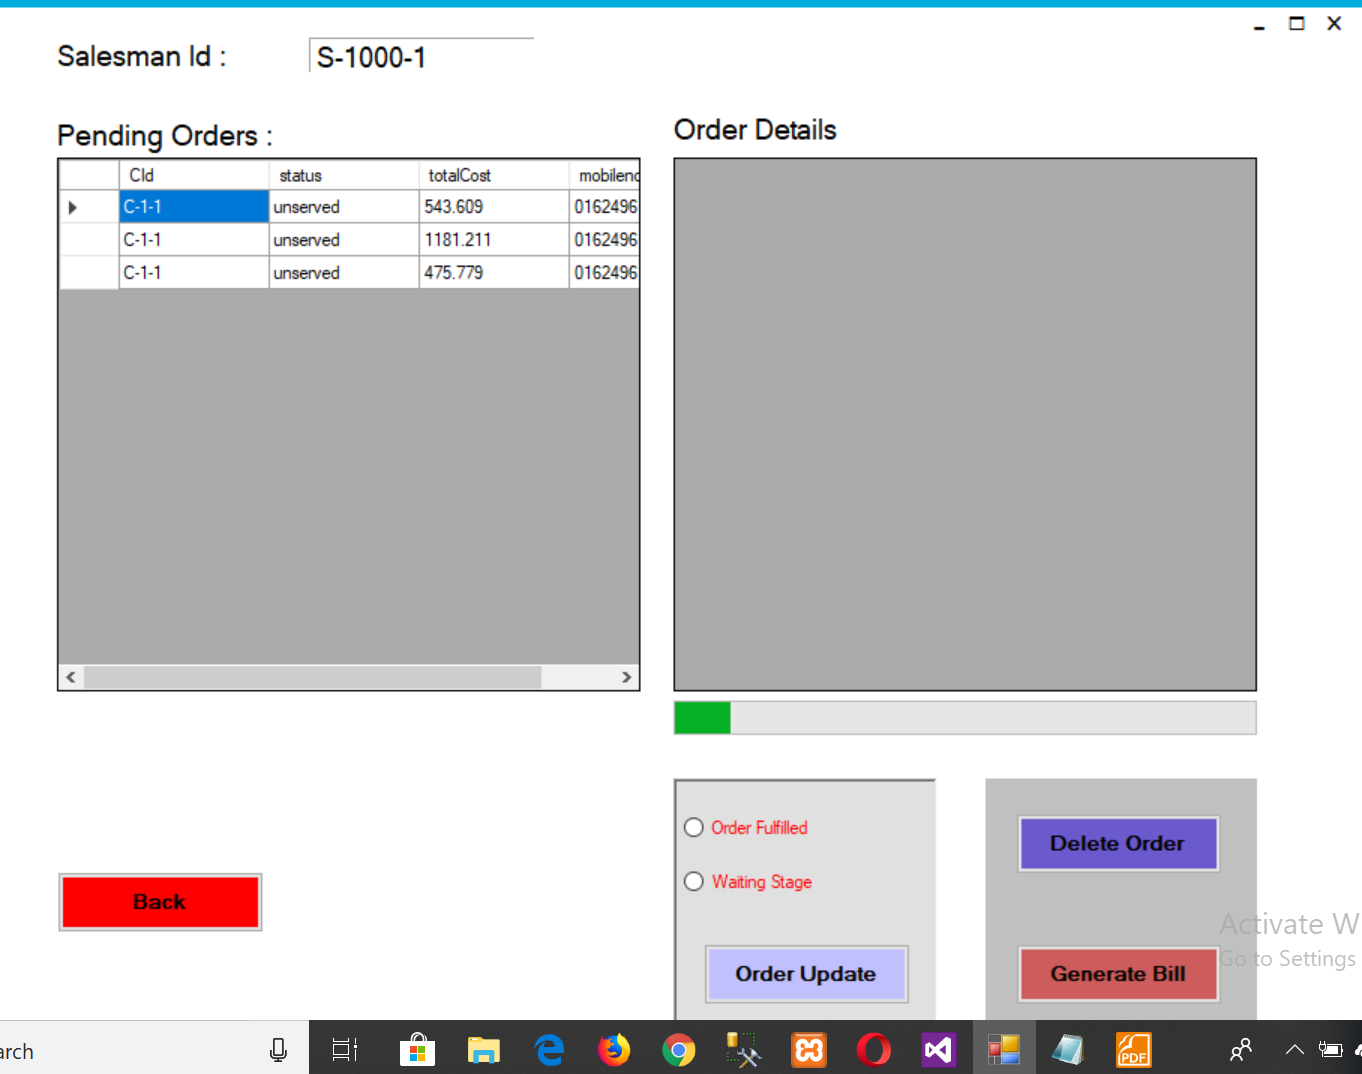 Salesman Id :
S-1000-1
Pending Orders :
Order Details
CId status totalCost mobileno
C-1-1 unserved 543.609 0162496
C-1-1 unserved 1181.211 0162496
C-1-1 unserved 475.779 0162496
Order Fulfilled
Waiting Stage
Order Update
Delete Order
Generate Bill
Back
Activate W
Go to Settings
arch
PDF